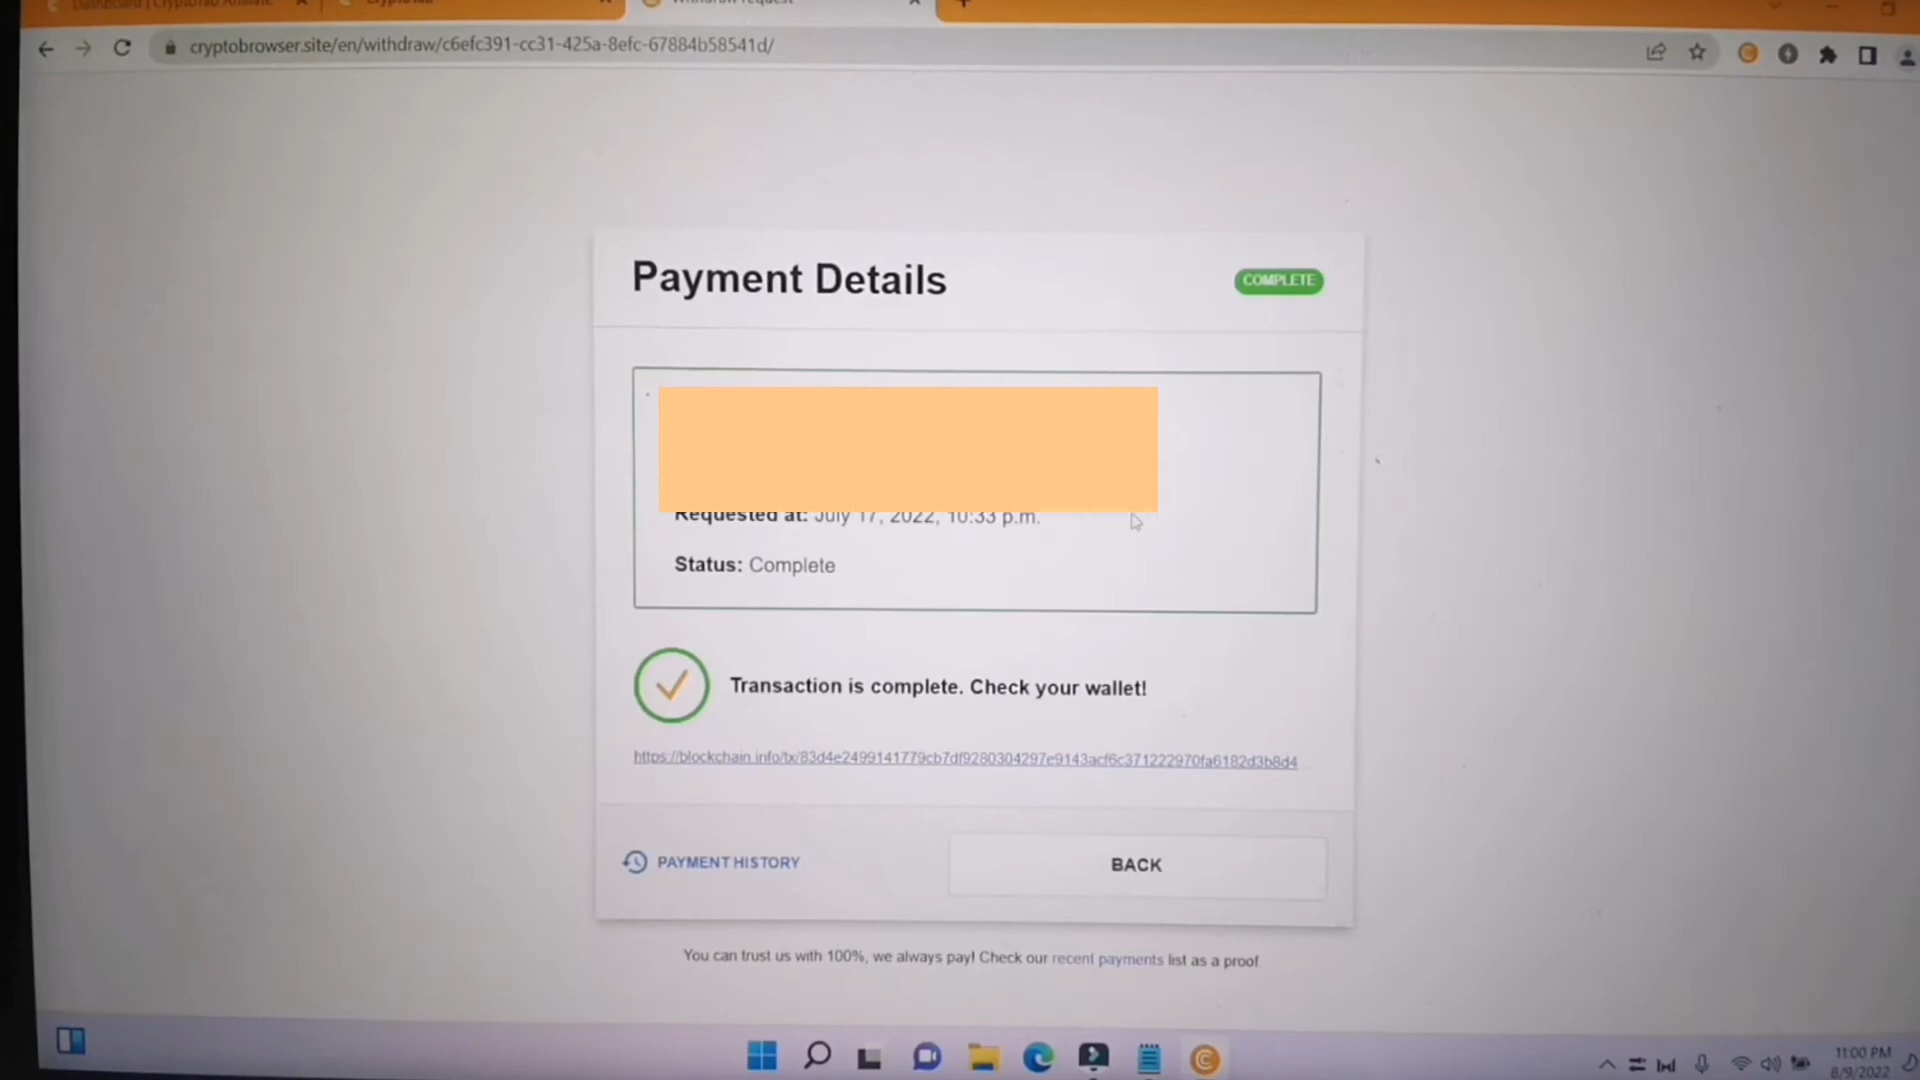 cryptobrowser.site/en/withdraw/c6efc391-cc31-425a-8efc-67884b58541d/
Payment Details
COMPLETE
Requested at: July 17, 2022, 10:33 p.m.
Status: Complete
Transaction is complete. Check your wallet!
https://blockchain.info/tx/83d4e2499141779cb7df9280304297e9143acf6c371222970fa6182d3b8d4
PAYMENT HISTORY
BACK
You can trust us with 100%, we always pay! Check our recent payments list as a proof
11:00 PM
8/9/2022